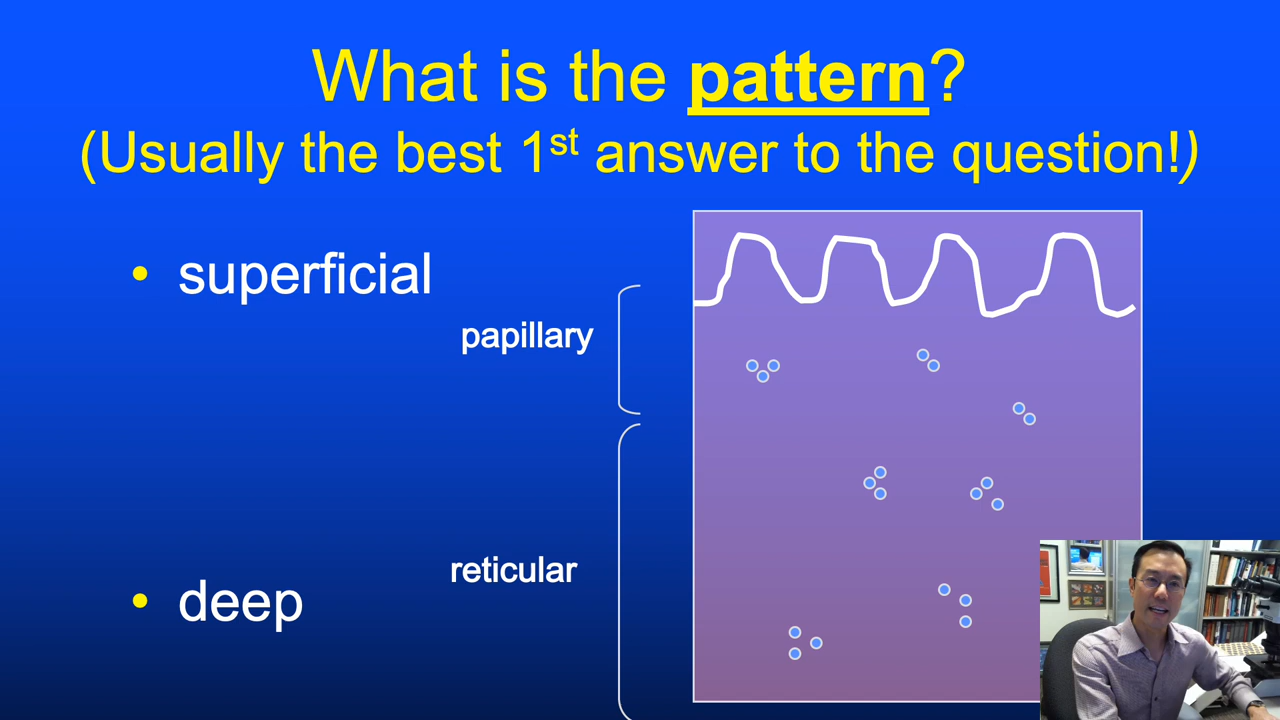 What is the pattern?
(Usually the best 1st answer to the question!)
• superficial
papillary
reticular
• deep